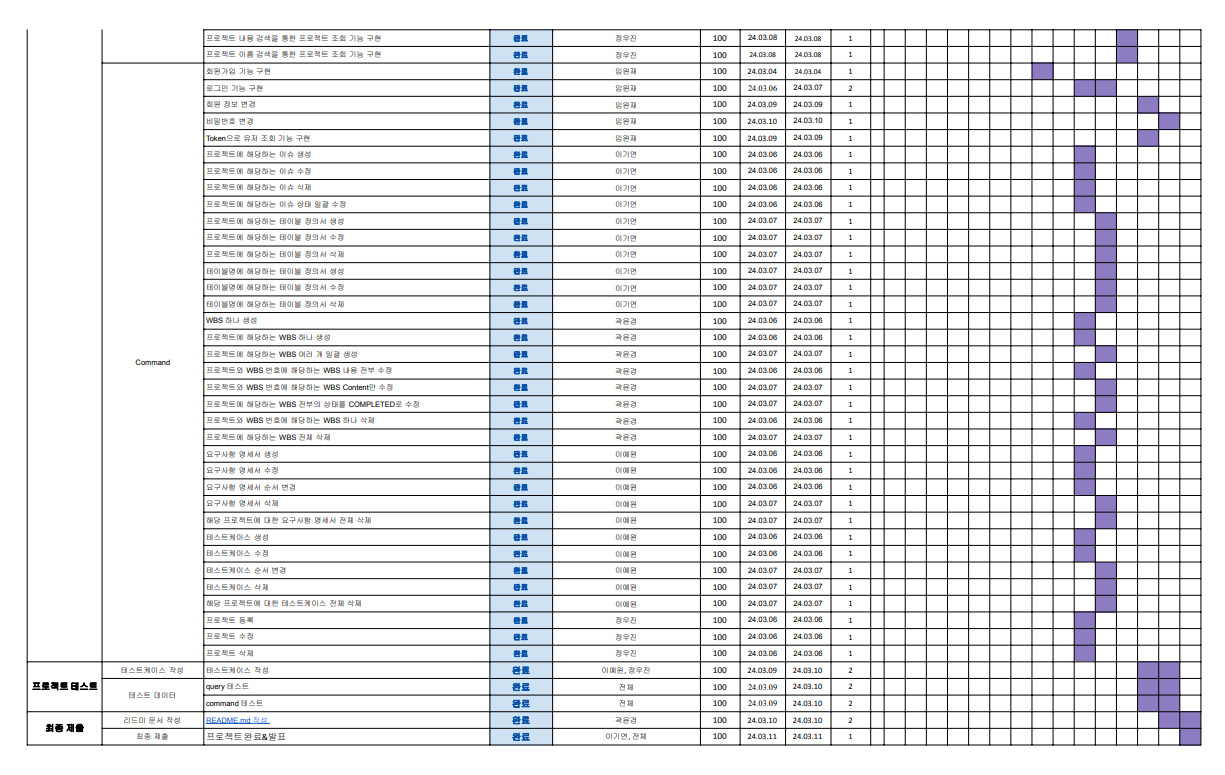 프로젝트 내용 검색을 통한 프로젝트 조회 기능 구현 완료 정우진 100 24.03.08 24.03.08 1
프로젝트 이름 검색을 통한 프로젝트 조회 기능 구현 완료 정우진 100 24.03.08 24.03.08 1
회원가입 기능 구현 완료 임원재 100 24.03.04 24.03.04 1
로그인 기능 구현 완료 임원재 100 24.03.06 24.03.07 2
회원 정보 변경 완료 임원재 100 24.03.09 24.03.09 1
비밀번호 변경 완료 임원재 100 24.03.10 24.03.10 1
Token으로 유저 조회 기능 구현 완료 임원재 100 24.03.09 24.03.09 1
프로젝트에 해당하는 이슈 생성 완료 이기연 100 24.03.06 24.03.06 1
프로젝트에 해당하는 이슈 수정 완료 이기연 100 24.03.06 24.03.06 1
프로젝트에 해당하는 이슈 삭제 완료 이기연 100 24.03.06 24.03.06 1
프로젝트에 해당하는 이슈 상태 일괄 수정 완료 이기연 100 24.03.06 24.03.06 1
프로젝트에 해당하는 테이블 정의서 생성 완료 이기연 100 24.03.07 24.03.07 1
프로젝트에 해당하는 테이블 정의서 수정 완료 이기연 100 24.03.07 24.03.07 1
프로젝트에 해당하는 테이블 정의서 삭제 완료 이기연 100 24.03.07 24.03.07 1
테이블명에 해당하는 테이블 정의서 생성 완료 이기연 100 24.03.07 24.03.07 1
테이블명에 해당하는 테이블 정의서 수정 완료 이기연 100 24.03.07 24.03.07 1
테이블명에 해당하는 테이블 정의서 삭제 완료 이기연 100 24.03.07 24.03.07 1
WBS 하나 생성 완료 곽윤경 100 24.03.06 24.03.06 1
프로젝트에 해당하는 WBS 하나 생성 완료 곽윤경 100 24.03.06 24.03.06 1
Command
프로젝트에 해당하는 WBS 여러 개 일괄 생성 완료 곽윤경 100 24.03.07 24.03.07 1
프로젝트와 WBS 번호에 해당하는 WBS 내용 전부 수정 완료 곽윤경 100 24.03.06 24.03.06 1
프로젝트와 WBS 번호에 해당하는 WBS Content만 수정 완료 곽윤경 100 24.03.07 24.03.07 1
프로젝트에 해당하는 WBS 전부의 상태를 COMPLETED로 수정 완료 곽윤경 100 24.03.07 24.03.07 1
프로젝트와 WBS 번호에 해당하는 WBS 하나 삭제 완료 곽윤경 100 24.03.06 24.03.06 1
프로젝트에 해당하는 WBS 전체 삭제 완료 곽윤경 100 24.03.07 24.03.07 1
요구사항 명세서 생성 완료 이예원 100 24.03.06 24.03.06 1
요구사항 명세서 수정 완료 이예원 100 24.03.06 24.03.06 1
요구사항 명세서 순서 변경 완료 이예원 100 24.03.06 24.03.06 1
요구사항 명세서 삭제 완료 이예원 100 24.03.07 24.03.07 1
해당 프로젝트에 대한 요구사항 명세서 전체 삭제 완료 이예원 100 24.03.07 24.03.07 1
테스트케이스 생성 완료 이예원 100 24.03.06 24.03.06 1
테스트케이스 수정 완료 이예원 100 24.03.06 24.03.06 1
테스트케이스 순서 변경 완료 이예원 100 24.03.07 24.03.07 1
테스트케이스 삭제 완료 이예원 100 24.03.07 24.03.07 1
해당 프로젝트에 대한 테스트케이스 전체 삭제 완료 이예원 100 24.03.07 24.03.07 1
프로젝트 등록 완료 정우진 100 24.03.06 24.03.06 1
프로젝트 수정 완료 정우진 100 24.03.06 24.03.06 1
프로젝트 삭제 완료 정우진 100 24.03.06 24.03.06 1
프로젝트 테스트
테스트케이스 작성 테스트케이스 작성 완료 이예원, 정우진 100 24.03.09 24.03.10 2
테스트 데이터
query 테스트 완료 전체 100 24.03.09 24.03.10 2
command 테스트 완료 전체 100 24.03.09 24.03.10 2
최종 제출
리드미 문서 작성 README.md 작성 완료 곽윤경 100 24.03.10 24.03.10 2
최종 제출 프로젝트 완료&발표 완료 이기연, 전체 100 24.03.11 24.03.11 1